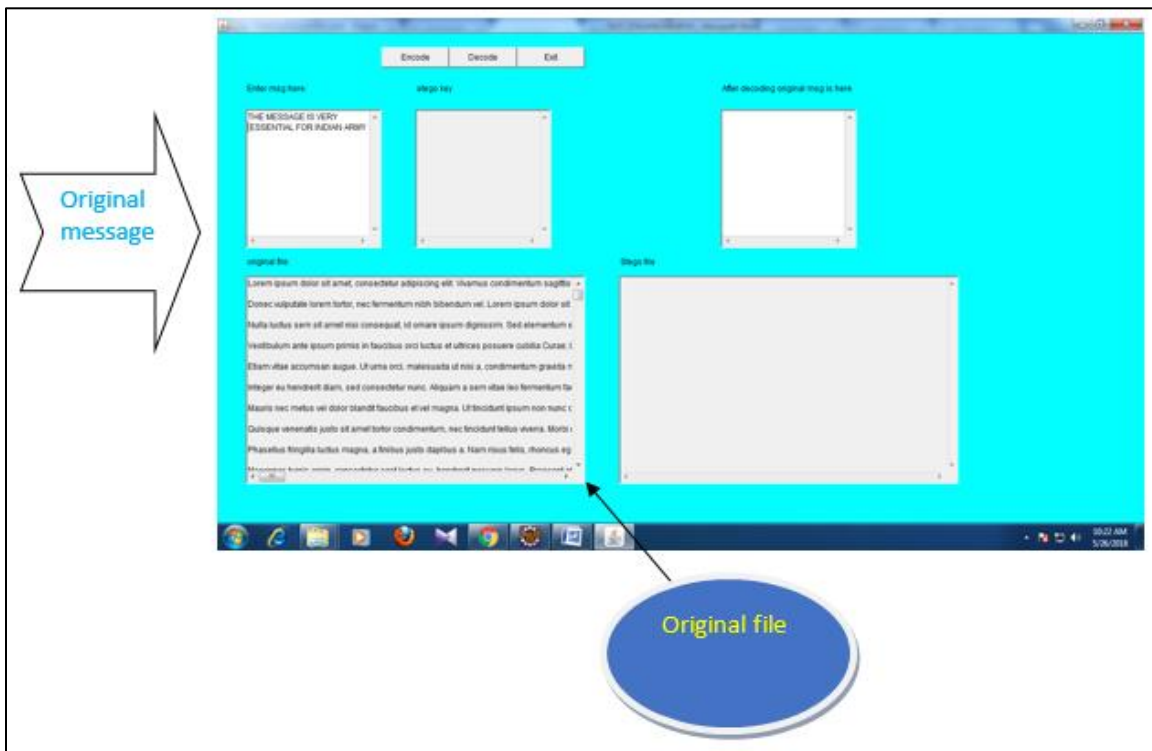 Encode Decode Exit
Enter msg here stego key After decoding original msg is here
THE MESSAGE IS VERY
ESSENTIAL FOR INDIAN ARMY
Original
message
original file Stego file
Lorem ipsum dolor sit amet, consectetur adipiscing elit. Vivamus condimentum sagittis
Donec vulputate lorem tortor, nec fermentum nibh bibendum vel. Lorem ipsum dolor sit
Nulla luctus sem sit amet nisi consequat, id ornare ipsum dignissim. Sed elementum
Vestibulum ante ipsum primis in faucibus orci luctus et ultrices posuere cubilia Curae;
Etiam vitae accumsan augue. Ut urna orci, malesuada ut nisi a, condimentum gravida
Integer eu hendrerit diam, sed consectetur nunc. Aliquam a sem vitae leo fermentum
Mauris nec metus vel dolor blandit faucibus et vel magna. Ut tincidunt ipsum non nunc
Quisque venenatis justo sit amet tortor condimentum, nec tincidunt tellus viverra. Morbi
Phasellus fringilla luctus magna, a finibus justo dapibus a. Nam risus felis, rhoncus eg
10:22 AM
5/26/2018
Original file